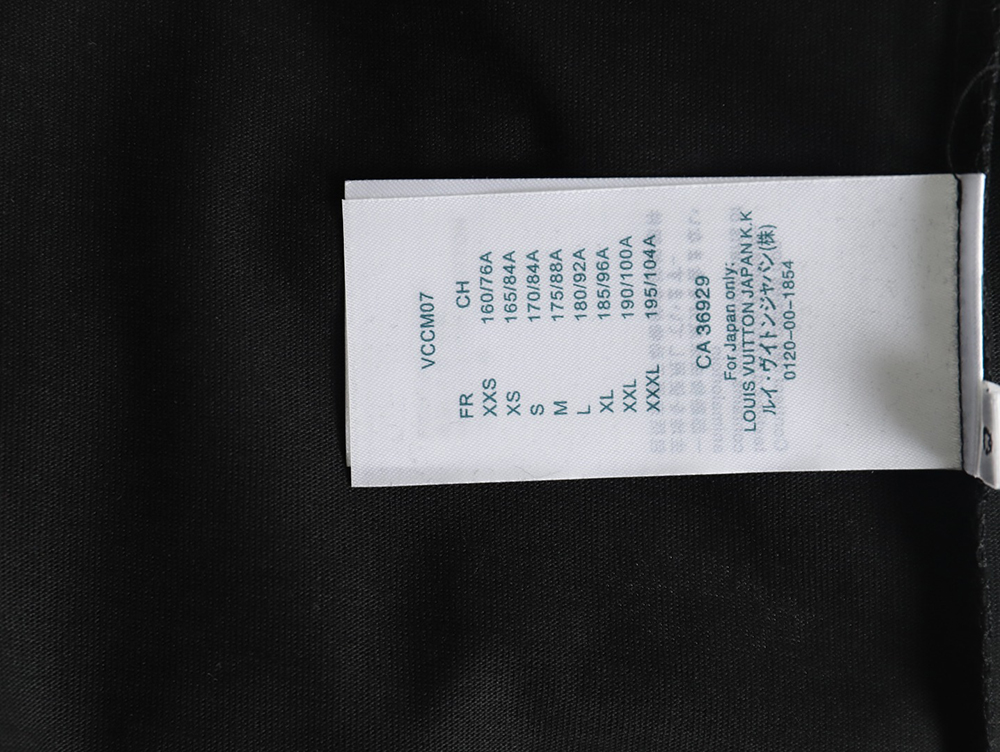 VCCM07
FR CH
XXS 160/76A
XS 165/84A
S 170/84A
M 175/88A
L 180/92A
XL 185/96A
XXL 190/100A
XXXL 195/104A
CA 36929
For Japan only:
LOUIS VUITTON JAPAN K.K
ルイ・ヴィトンジャパン(株)
0120-00-1854